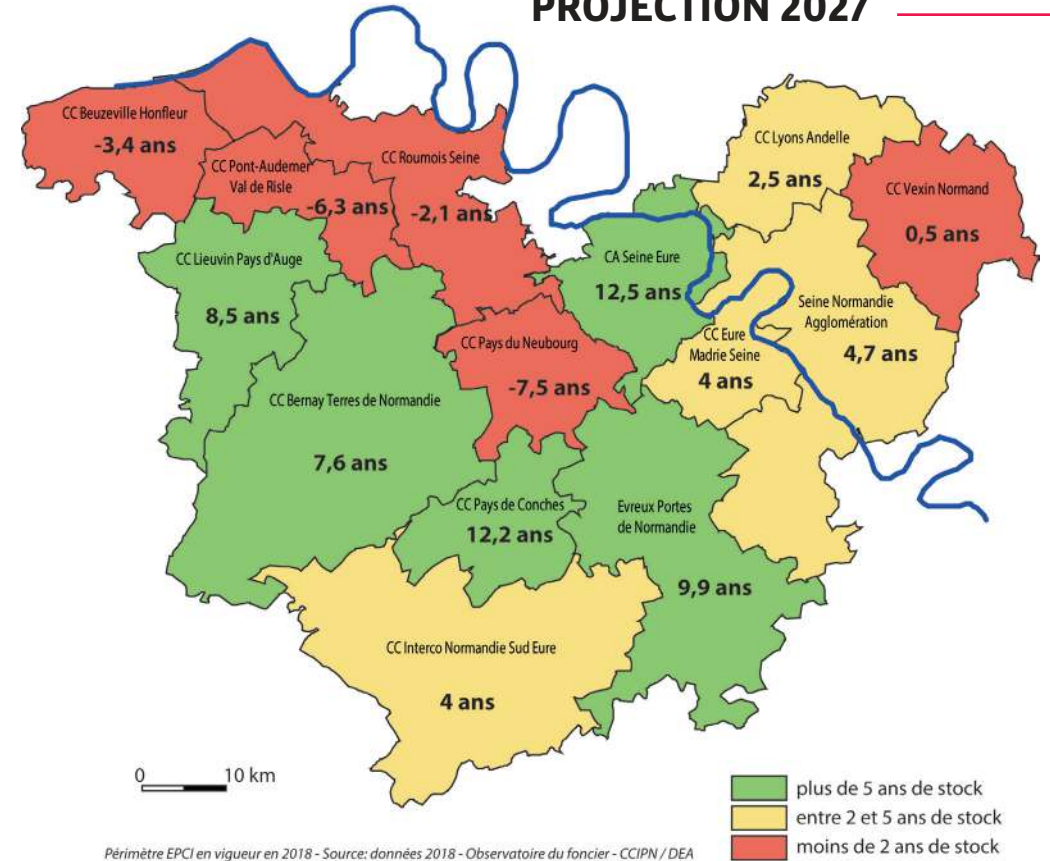 PROJECTION 2027
CC Beuzeville Honfleur
-3,4 ans
CC Pont-Audemer
Val de Risle
-6,3 ans
CC Roumois Seine
-2,1 ans
CC Lyons Andelle
2,5 ans
CC Vexin Normand
0,5 ans
CC Lieuvin Pays d'Auge
8,5 ans
CA Seine Eure
12,5 ans
Seine Normandie
Agglomération
4,7 ans
CC Eure
Madrie Seine
4 ans
CC Pays du Neubourg
-7,5 ans
CC Bernay Terres de Normandie
7,6 ans
CC Pays de Conches
12,2 ans
Evreux Portes
de Normandie
9,9 ans
CC Interco Normandie Sud Eure
4 ans
0 10 km
plus de 5 ans de stock
entre 2 et 5 ans de stock
moins de 2 ans de stock
Périmètre EPCI en vigueur en 2018 - Source: données 2018 - Observatoire du foncier - CCIPN / DEA